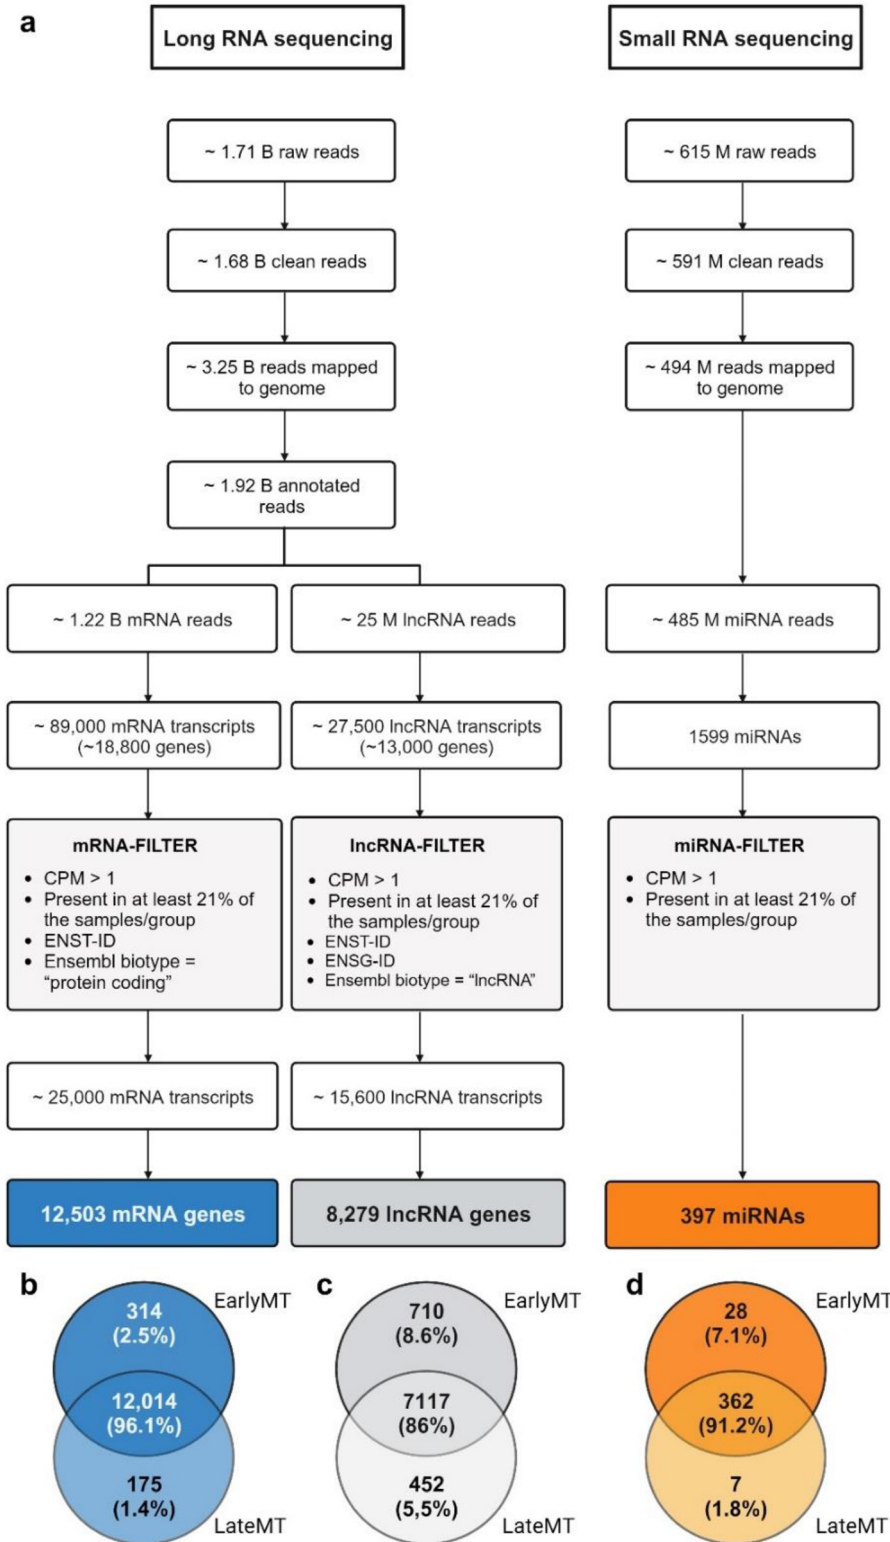 a
Long RNA sequencing
Small RNA sequencing
~ 1.71 B raw reads
~ 615 M raw reads
~ 1.68 B clean reads
~ 591 M clean reads
~ 3.25 B reads mapped
to genome
~ 494 M reads mapped
to genome
~ 1.92 B annotated
reads
~ 1.22 B mRNA reads
~ 25 M lncRNA reads
~ 485 M miRNA reads
~ 89,000 mRNA transcripts
(~18,800 genes)
~ 27,500 lncRNA transcripts
(~13,000 genes)
1599 miRNAs
mRNA-FILTER
• CPM > 1
• Present in at least 21% of
the samples/group
• ENST-ID
• Ensembl biotype =
“protein coding”
lncRNA-FILTER
• CPM > 1
• Present in at least 21% of
the samples/group
• ENST-ID
• ENSG-ID
• Ensembl biotype = “lncRNA”
miRNA-FILTER
• CPM > 1
• Present in at least 21% of
the samples/group
~ 25,000 mRNA transcripts
~ 15,600 lncRNA transcripts
12,503 mRNA genes
8,279 lncRNA genes
397 miRNAs
b
314
(2.5%)
EarlyMT
12,014
(96.1%)
175
(1.4%)
LateMT
c
710
(8.6%)
EarlyMT
7117
(86%)
452
(5,5%)
LateMT
d
28
(7.1%)
EarlyMT
362
(91.2%)
7
(1.8%)
LateMT